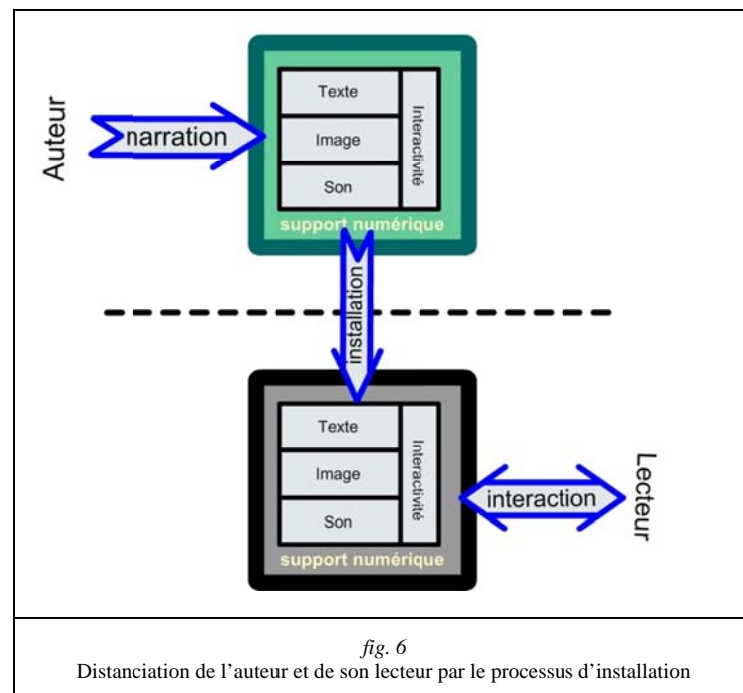 Auteur
narration
Texte
Image
Son
Interactivité
support numérique
installation
Texte
Image
Son
Interactivité
support numérique
interaction
Lecteur
fig. 6
Distanciation de l’auteur et de son lecteur par le processus d’installation